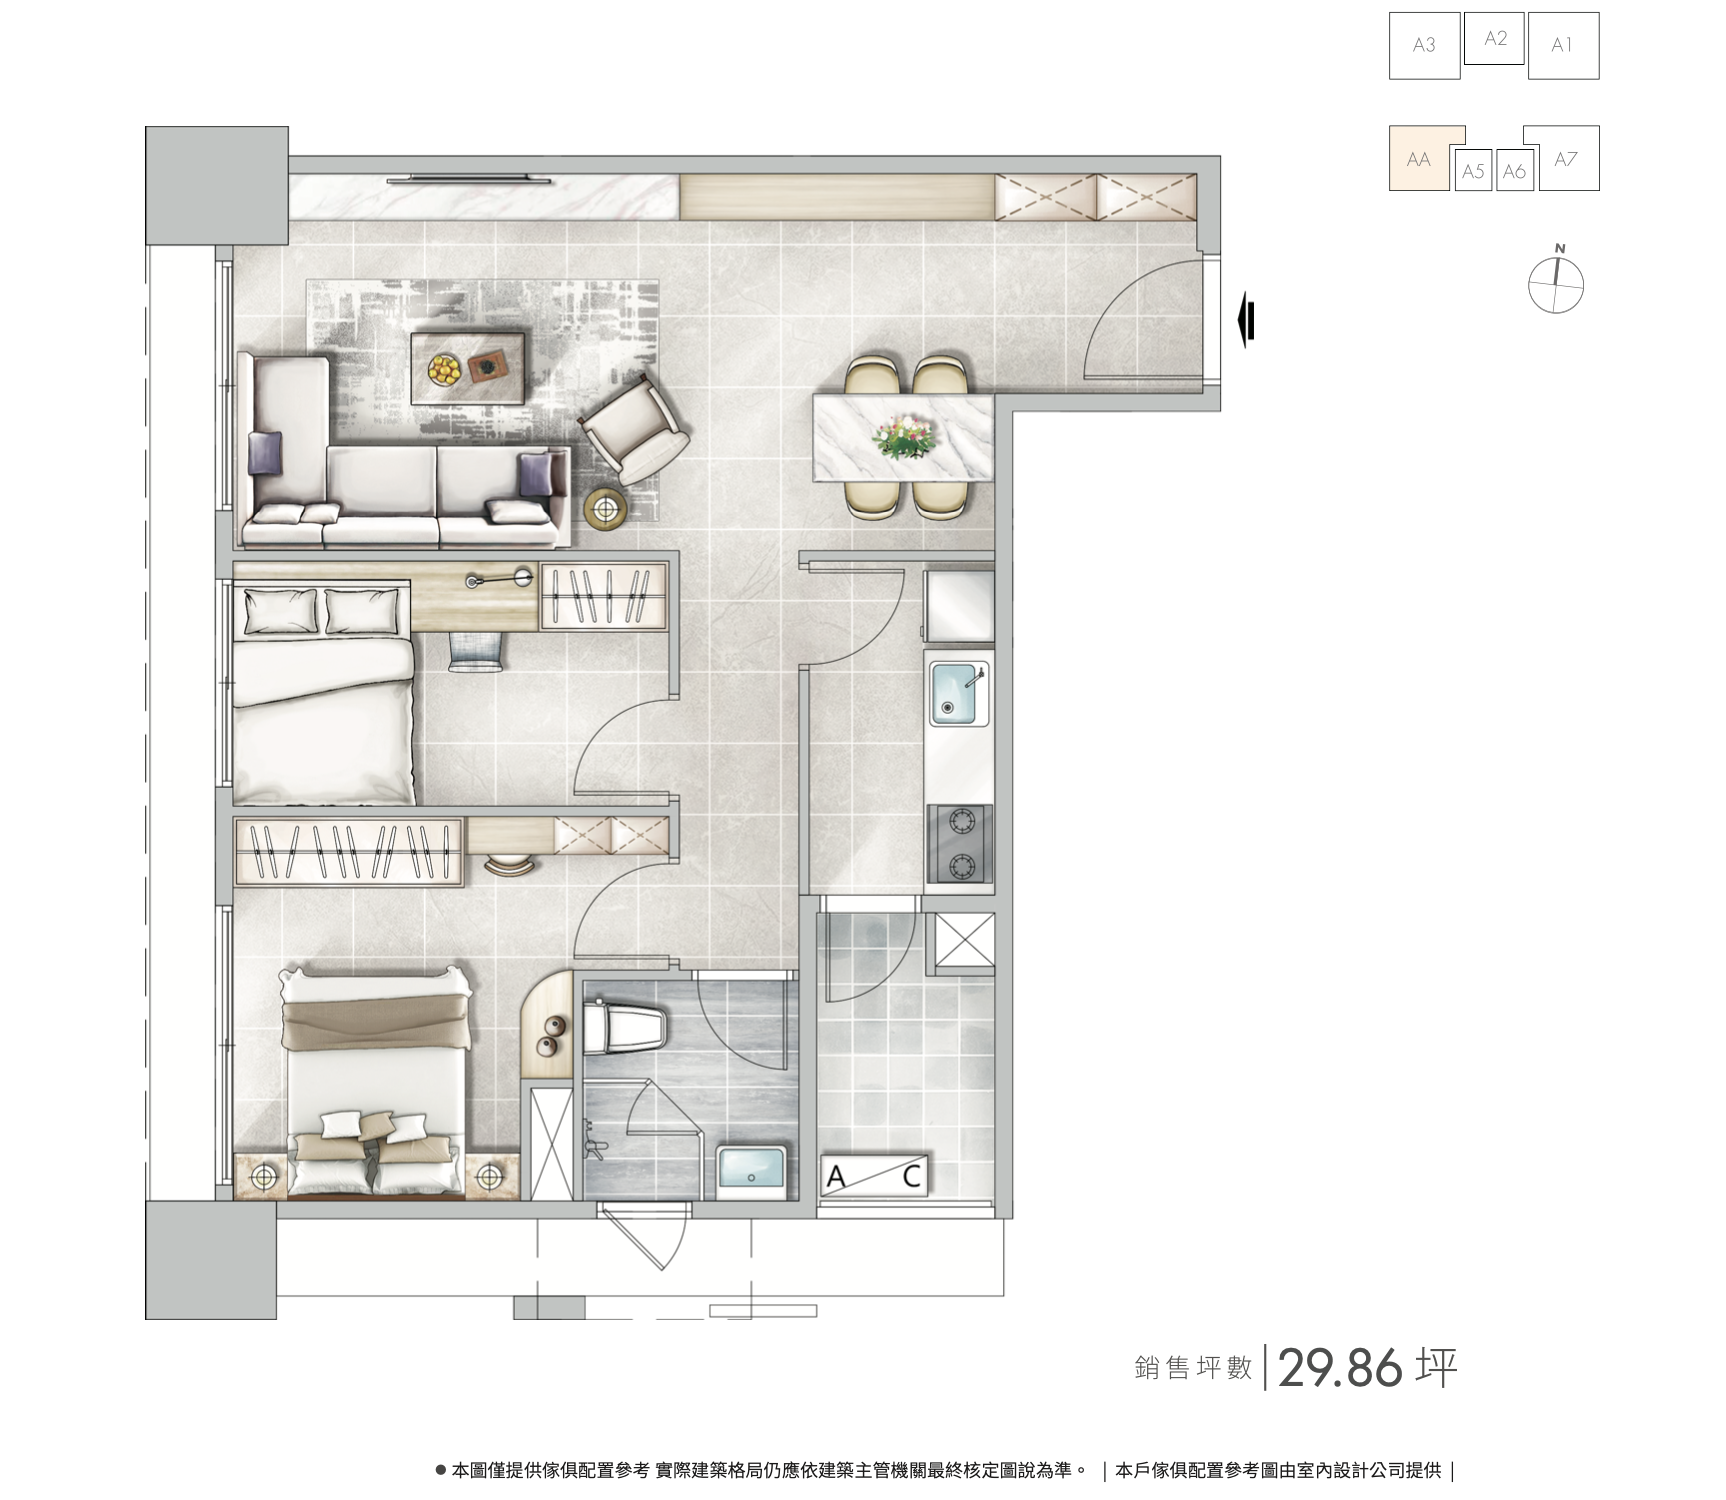 A3
A2
A1
AA
A5
A6
A7
N
A C
銷售坪數 29.86 坪
●本圖僅提供傢俱配置參考 實際建築格局仍應依建築主管機關最終核定圖說為準。 | 本戶傢俱配置參考圖由室內設計公司提供 |